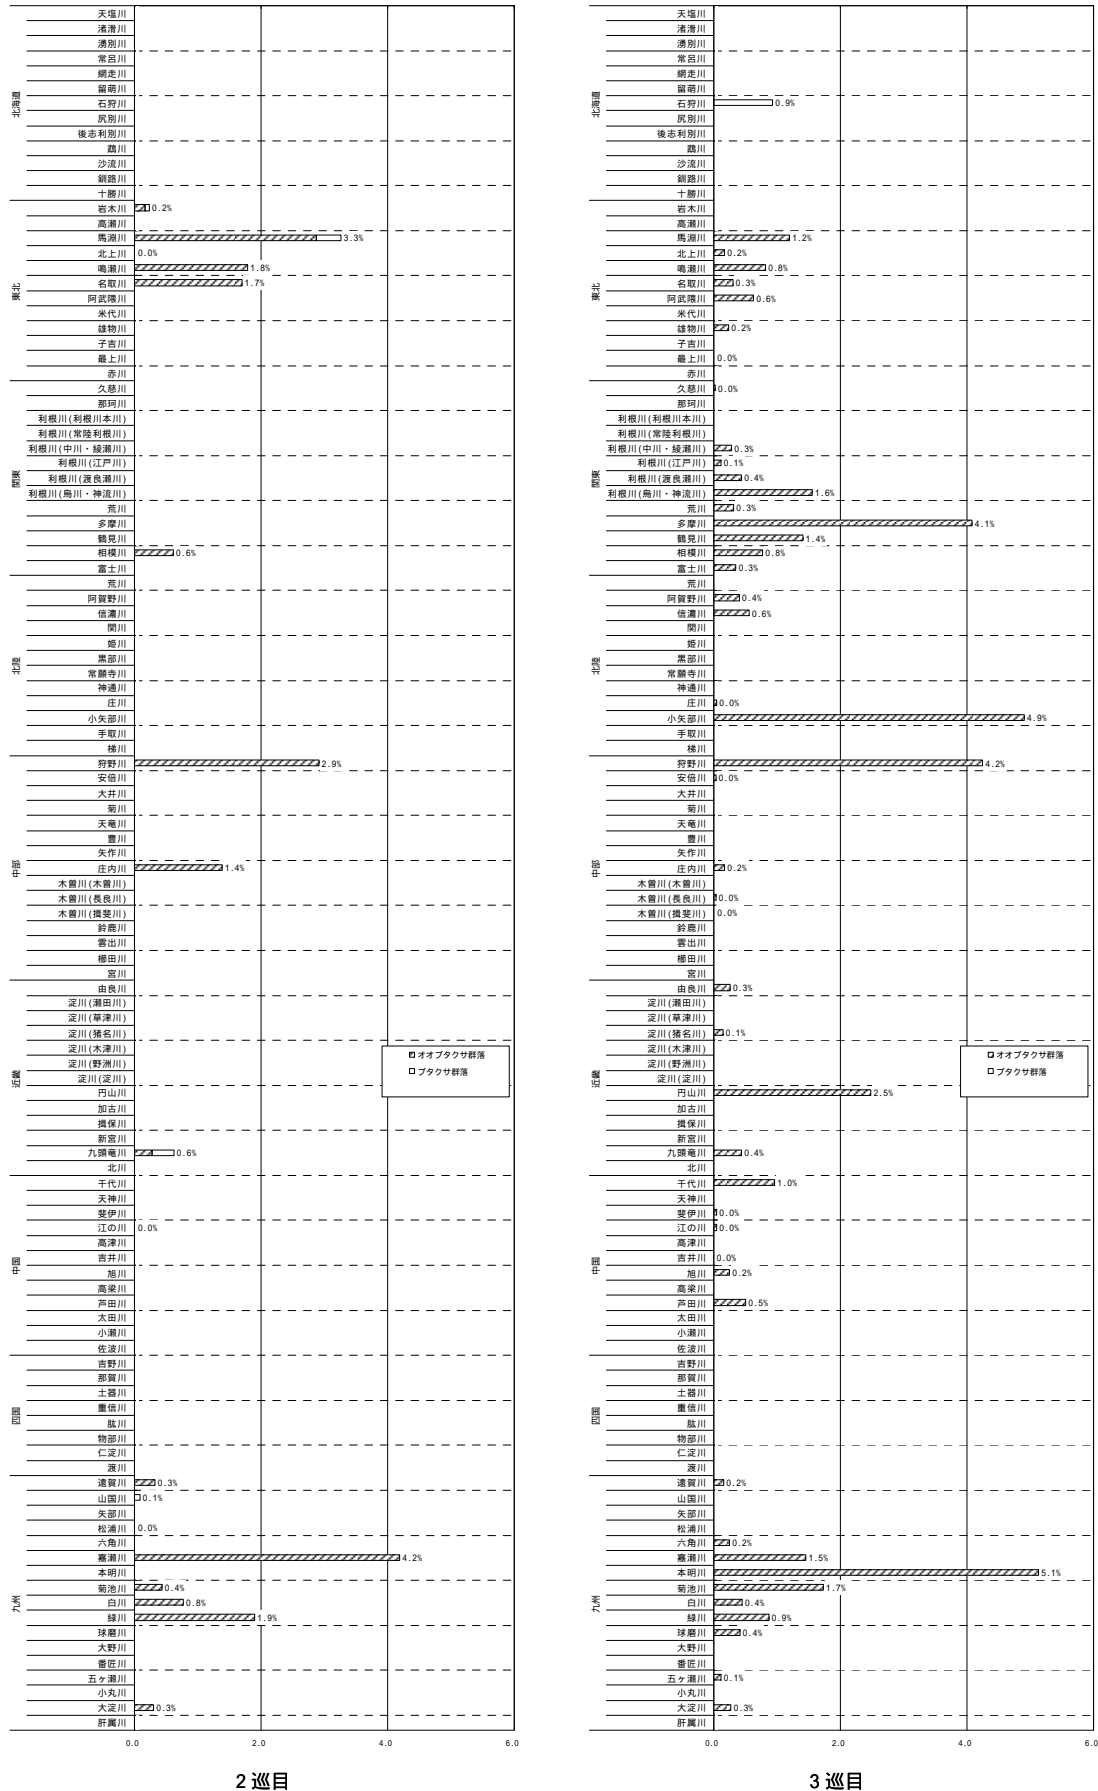 北海道
天塩川
渚滑川
湧別川
常呂川
網走川
留萌川
石狩川
尻別川
後志利別川
鵡川
沙流川
釧路川
十勝川
東北
岩木川 0.2%
高瀬川
馬淵川 3.3%
北上川 0.0%
鳴瀬川 1.8%
名取川 1.7%
阿武隈川
米代川
雄物川
子吉川
最上川
赤川
関東
久慈川
那珂川
利根川(利根川本川)
利根川(常陸利根川)
利根川(中川・綾瀬川)
利根川(江戸川)
利根川(渡良瀬川)
利根川(烏川・神流川)
荒川
多摩川
鶴見川
相模川 0.6%
富士川
北陸
荒川
阿賀野川
信濃川
関川
姫川
黒部川
常願寺川
神通川
庄川
小矢部川
手取川
梯川
中部
狩野川 2.9%
安倍川
大井川
菊川
天竜川
豊川
矢作川
庄内川 1.4%
木曽川(木曽川)
木曽川(長良川)
木曽川(揖斐川)
鈴鹿川
雲出川
櫛田川
宮川
近畿
由良川
淀川(瀬田川)
淀川(草津川)
淀川(猪名川)
淀川(木津川)
淀川(野洲川)
淀川(淀川)
円山川
加古川
揖保川
新宮川
九頭竜川 0.6%
北川
中国
千代川
天神川
斐伊川
江の川 0.0%
高津川
吉井川
旭川
高梁川
芦田川
太田川
小瀬川
佐波川
四国
吉野川
那賀川
土器川
重信川
肱川
物部川
仁淀川
渡川
九州
遠賀川 0.3%
山国川 0.1%
矢部川
松浦川 0.0%
六角川
嘉瀬川 4.2%
本明川
菊池川 0.4%
白川 0.8%
緑川 1.9%
球磨川
大野川
番匠川
五ヶ瀬川
小丸川
大淀川 0.3%
肝属川
オオブタクサ群落
ブタクサ群落
0.0 2.0 4.0 6.0
2巡目
北海道
天塩川
渚滑川
湧別川
常呂川
網走川
留萌川
石狩川 0.9%
尻別川
後志利別川
鵡川
沙流川
釧路川
十勝川
東北
岩木川
高瀬川
馬淵川 1.2%
北上川 0.2%
鳴瀬川 0.8%
名取川 0.3%
阿武隈川 0.6%
米代川
雄物川 0.2%
子吉川
最上川 0.0%
赤川
関東
久慈川 0.0%
那珂川
利根川(利根川本川)
利根川(常陸利根川)
利根川(中川・綾瀬川) 0.3%
利根川(江戸川) 0.1%
利根川(渡良瀬川) 0.4%
利根川(烏川・神流川) 1.6%
荒川 0.3%
多摩川 4.1%
鶴見川 1.4%
相模川 0.8%
富士川 0.3%
北陸
荒川
阿賀野川 0.4%
信濃川 0.6%
関川
姫川
黒部川
常願寺川
神通川
庄川 0.0%
小矢部川 4.9%
手取川
梯川
中部
狩野川 4.2%
安倍川 0.0%
大井川
菊川
天竜川
豊川
矢作川
庄内川 0.2%
木曽川(木曽川)
木曽川(長良川) 0.0%
木曽川(揖斐川) 0.0%
鈴鹿川
雲出川
櫛田川
宮川
近畿
由良川 0.3%
淀川(瀬田川)
淀川(草津川)
淀川(猪名川) 0.1%
淀川(木津川)
淀川(野洲川)
淀川(淀川)
円山川 2.5%
加古川
揖保川
新宮川
九頭竜川 0.4%
北川
中国
千代川 1.0%
天神川
斐伊川 0.0%
江の川 0.0%
高津川
吉井川 0.0%
旭川 0.2%
高梁川
芦田川 0.5%
太田川
小瀬川
佐波川
四国
吉野川
那賀川
土器川
重信川
肱川
物部川
仁淀川
渡川
九州
遠賀川 0.2%
山国川
矢部川
松浦川
六角川 0.2%
嘉瀬川 1.5%
本明川 5.1%
菊池川 1.7%
白川 0.4%
緑川 0.9%
球磨川 0.4%
大野川
番匠川
五ヶ瀬川 0.1%
小丸川
大淀川 0.3%
肝属川
オオブタクサ群落
ブタクサ群落
0.0 2.0 4.0 6.0
3巡目